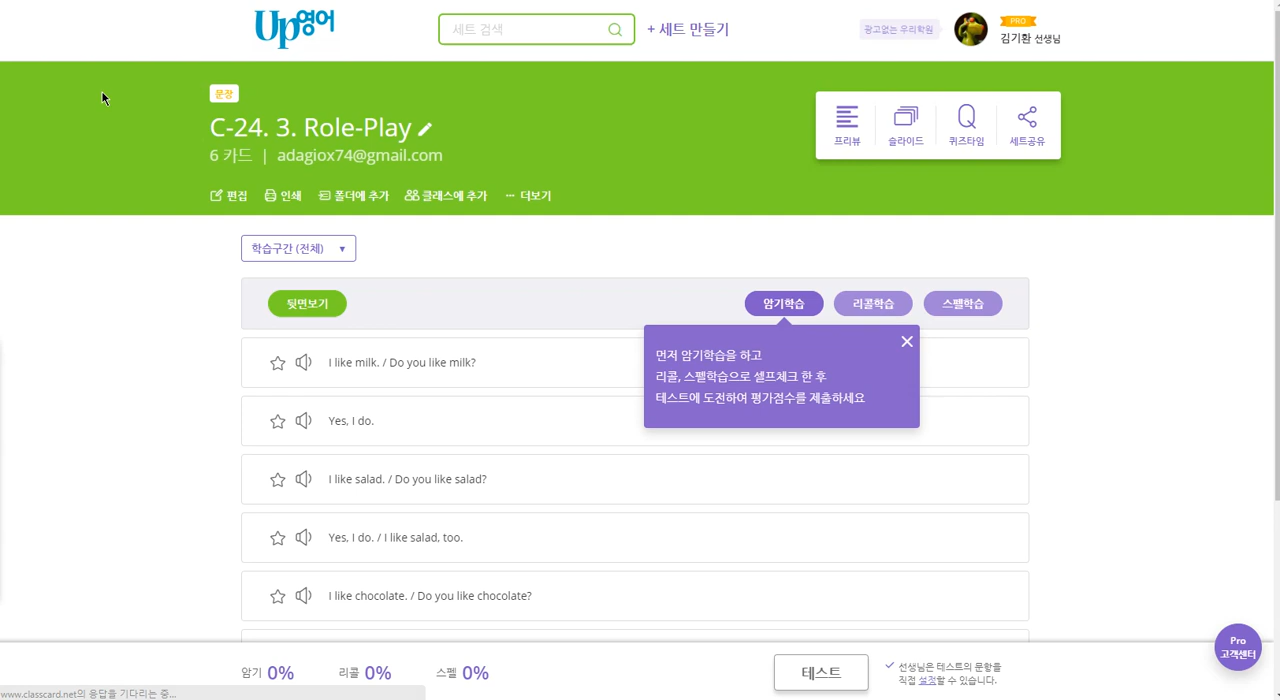 Up영어
세트 검색
+ 세트 만들기
광고없는 우리학원
PRO
김기환 선생님
문장
C-24. 3. Role-Play
6 카드 | adagiox74@gmail.com
편집 인쇄 폴더에 추가 클래스에 추가 ··· 더보기
프리뷰 슬라이드 퀴즈타임 세트공유
학습구간 (전체) ▼
뒷면보기 암기학습 리콜학습 스펠학습
먼저 암기학습을 하고
리콜, 스펠학습으로 셀프체크 한 후
테스트에 도전하여 평가점수를 제출하세요
I like milk. / Do you like milk?
Yes, I do.
I like salad. / Do you like salad?
Yes, I do. / I like salad, too.
I like chocolate. / Do you like chocolate?
Pro
고객센터
암기 0% 리콜 0% 스펠 0%
테스트
선생님은 테스트의 문항을
직접 설정할 수 있습니다.
www.classcard.net의 응답을 기다리는 중...